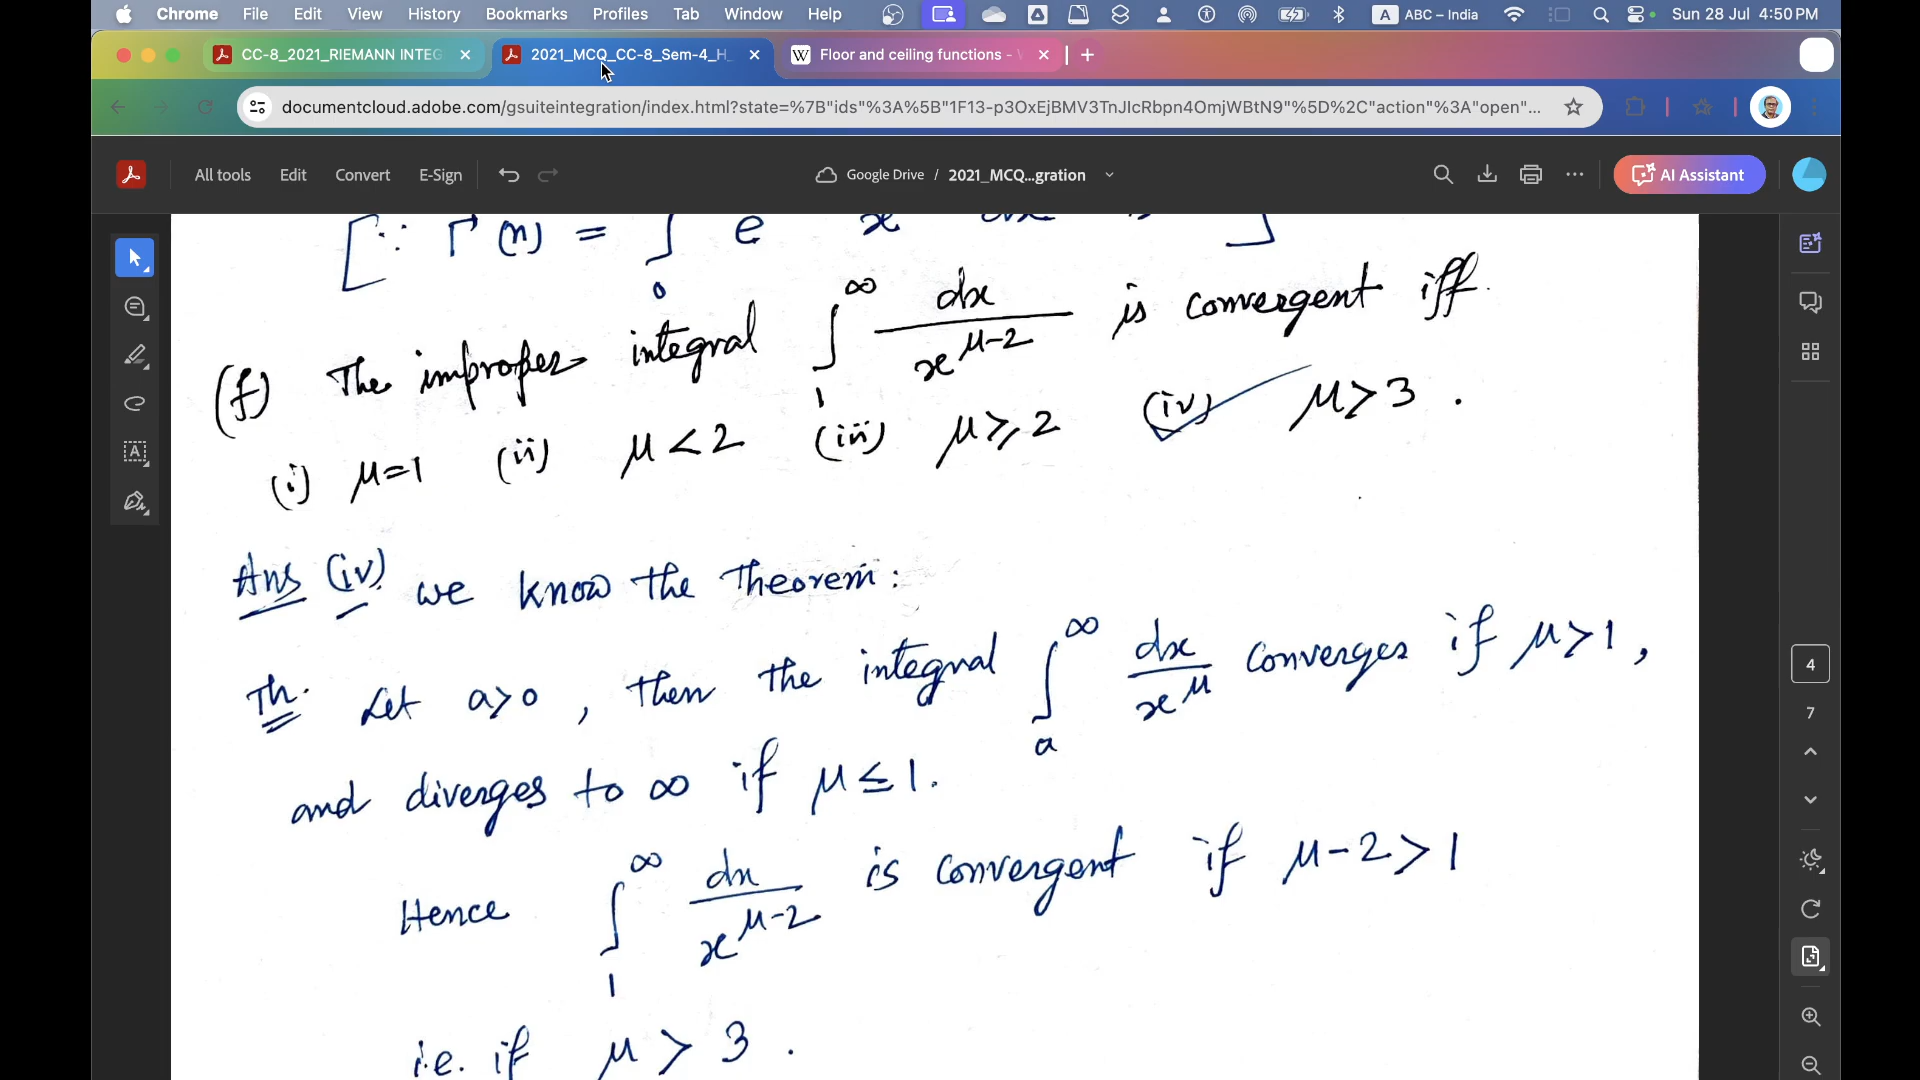 Chrome File Edit View History Bookmarks Profiles Tab Window Help A ABC – India Sun 28 Jul 4:50 PM
CC-8_2021_RIEMANN INTEG 2021_MCQ_CC-8_Sem-4_H_ W Floor and ceiling functions -
documentcloud.adobe.com/gsuiteintegration/index.html?state=%7B"ids"%3A%5B"1F13-p3OxEjBMV3TnJIcRbpn4OmjWBtN9"%5D%2C"action"%3A"open"...
All tools Edit Convert E-Sign Google Drive / 2021_MCQ...gration AI Assistant
[∵ Γ(n) = ∫₀ e x dx ]
(f) The improper integral ∫₁^∞ dx/x^(μ-2) is convergent iff.
(i) μ=1 (ii) μ<2 (iii) μ⩾2 (iv) μ>3 .
Ans (iv) we know the Theorem:
Th. Let a>0, then the integral ∫ₐ^∞ dx/x^μ converges if μ>1,
and diverges to ∞ if μ≤1.
Hence ∫₁^∞ dx/x^(μ-2) is convergent if μ-2>1
i.e. if μ > 3 .
4
7